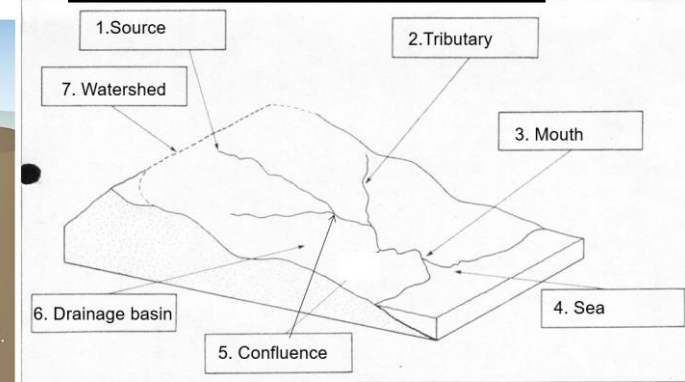 1.Source
2.Tributary
7. Watershed
3. Mouth
6. Drainage basin
4. Sea
5. Confluence